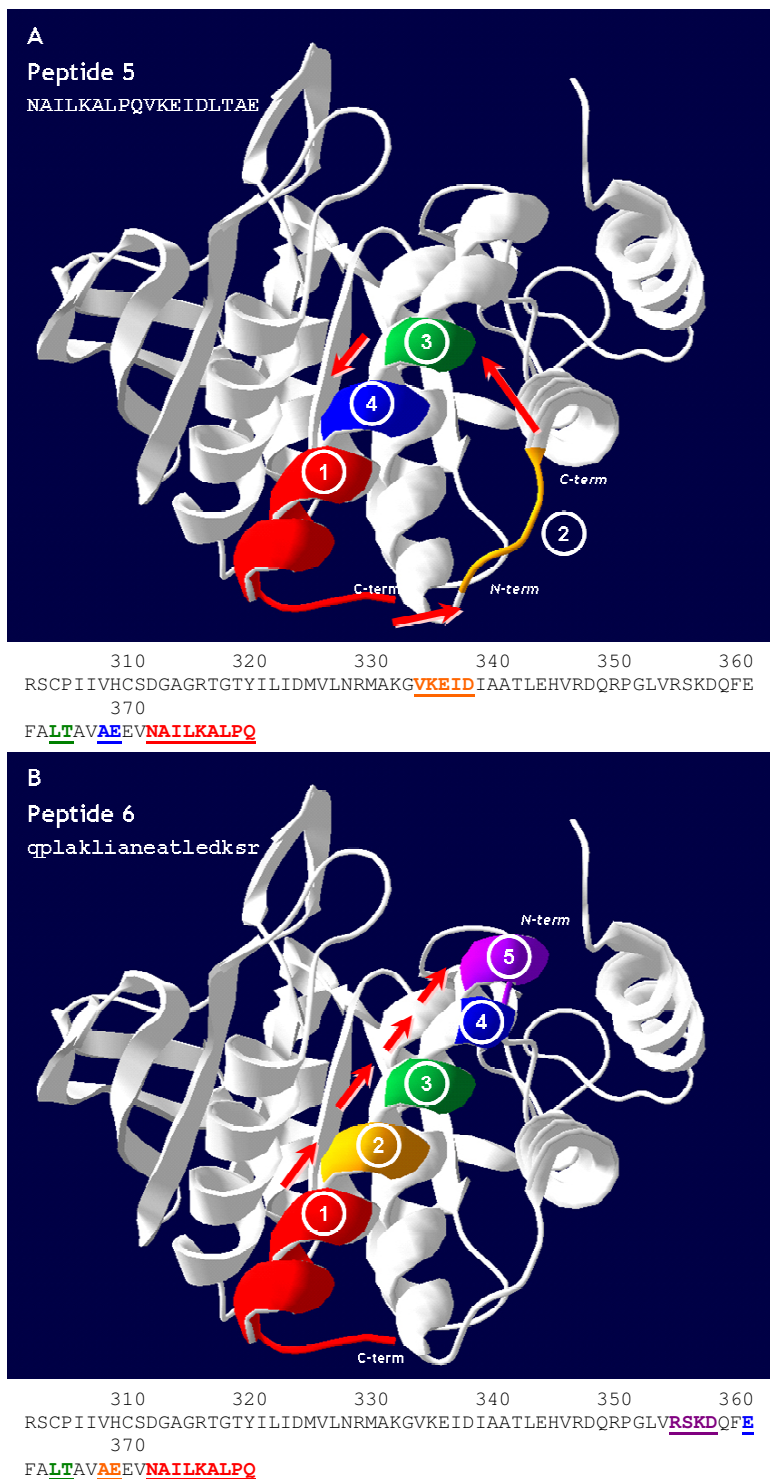 A
Peptide 5
NAILKALPQVKEIDLTAE
3
4
1
C-term
2
C-term
N-term
310 320 330 340 350 360
RSCPIIVHCSDGAGRTGTYILIDMVLNRMAKGVKEIDIAATLEHVRDQRPGLVRSKDQFE
370
FALTAVAEEVNAILKALPQ
B
Peptide 6
qplaklianeatledksr
N-term
5
4
3
2
1
C-term
310 320 330 340 350 360
RSCPIIVHCSDGAGRTGTYILIDMVLNRMAKGVKEIDIAATLEHVRDQRPGLVRSKDQFE
370
FALTAVAEEVNAILKALPQ